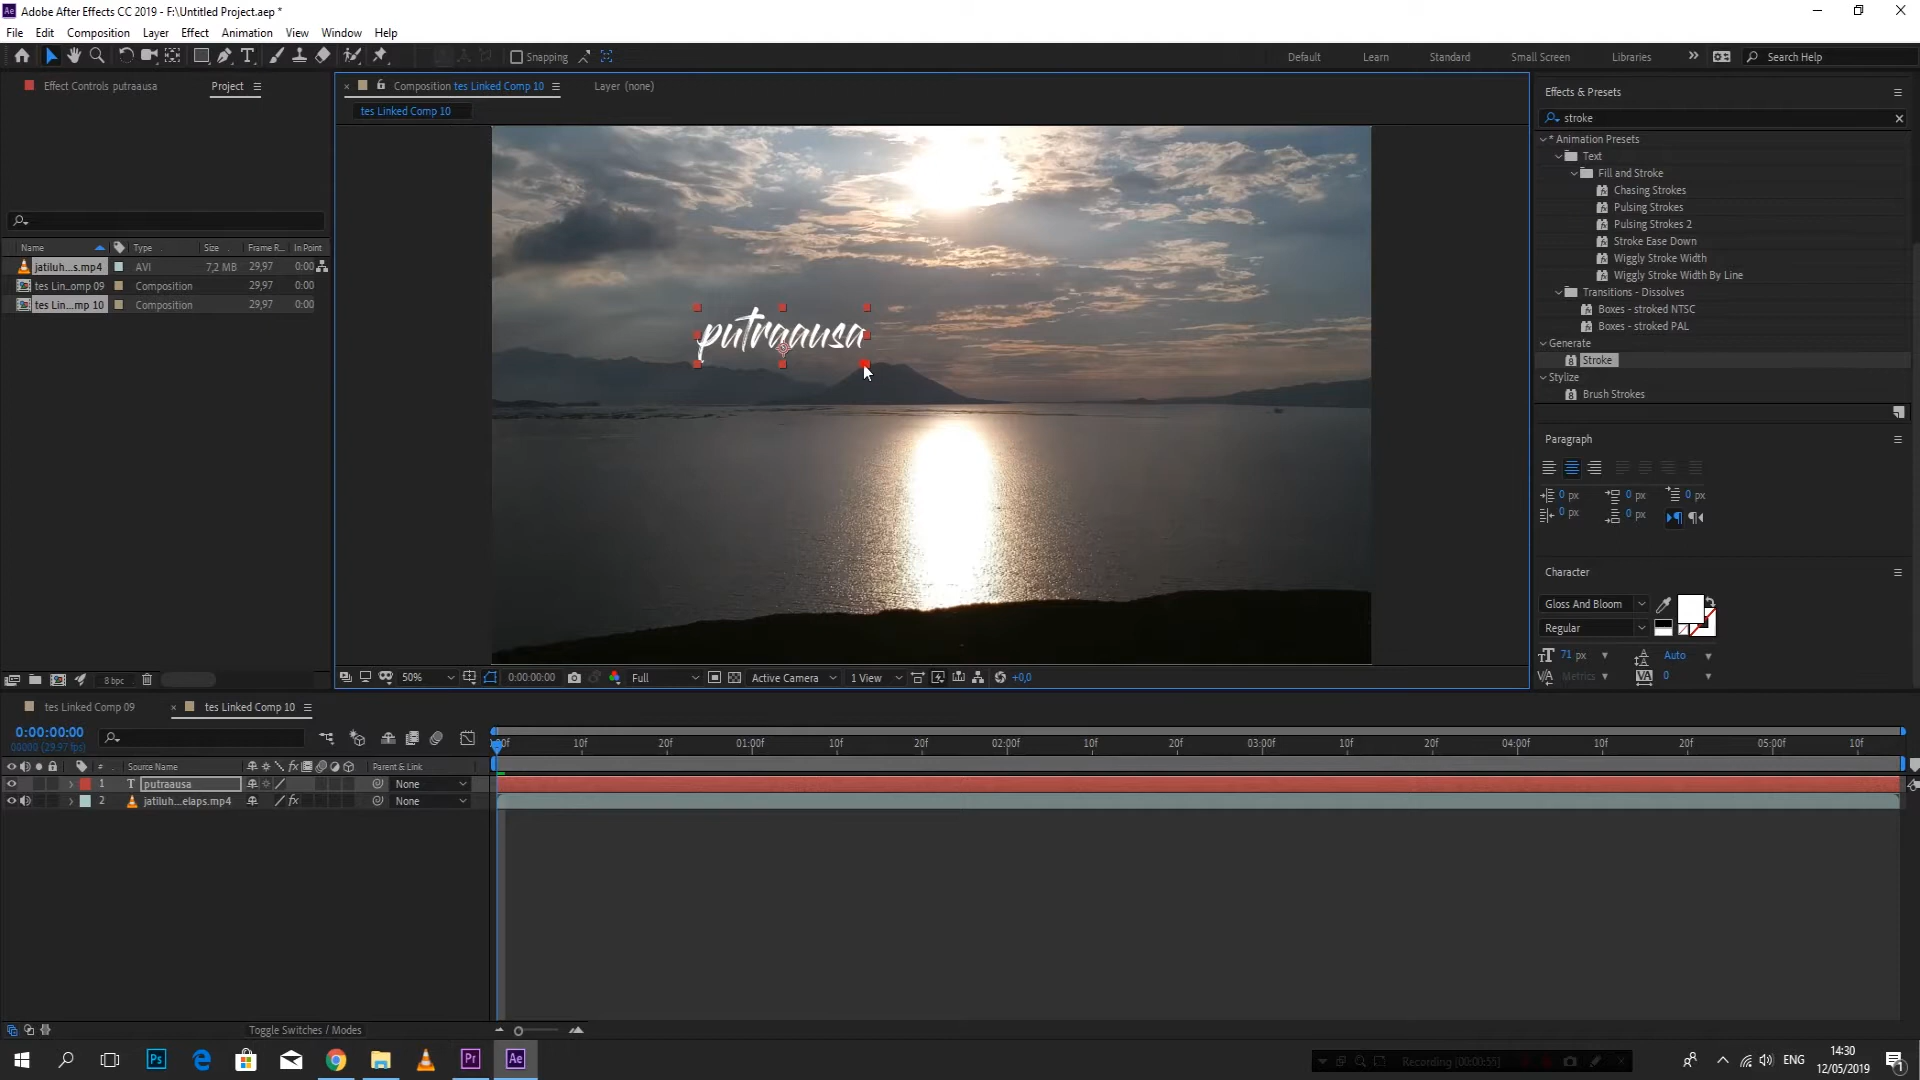 Adobe After Effects CC 2019 - F:\Untitled Project.aep *
File Edit Composition Layer Effect Animation View Window Help
Snapping Default Learn Standard Small Screen Libraries Search Help
Effect Controls putraausa Project
Composition tes Linked Comp 10 Layer (none)
tes Linked Comp 10
Name Type Size Frame R... In Point
jatiluh...s.mp4 AVI 7,2 MB 29,97 0:00
tes Lin...omp 09 Composition 29,97 0:00
tes Lin...mp 10 Composition 29,97 0:00
8 bpc
putraausa
50% 0:00:00:00 Full Active Camera 1 View +0,0
Effects & Presets
stroke
* Animation Presets
Text
Fill and Stroke
Chasing Strokes
Pulsing Strokes
Pulsing Strokes 2
Stroke Ease Down
Wiggly Stroke Width
Wiggly Stroke Width By Line
Transitions - Dissolves
Boxes - stroked NTSC
Boxes - stroked PAL
Generate
Stroke
Stylize
Brush Strokes
Paragraph
0 px 0 px 0 px
0 px 0 px
Character
Gloss And Bloom
Regular
71 px Auto
Metrics 0
tes Linked Comp 09 tes Linked Comp 10
0:00:00:00
00000 (29.97 fps)
:00f 10f 20f 01:00f 10f 20f 02:00f 10f 20f 03:00f 10f 20f 04:00f 10f 20f 05:00f 10f
# Source Name Parent & Link
1 T putraausa None
2 jatiluh...elaps.mp4 None
Toggle Switches / Modes
Recording [00:00:55]
ENG
14:30
12/05/2019